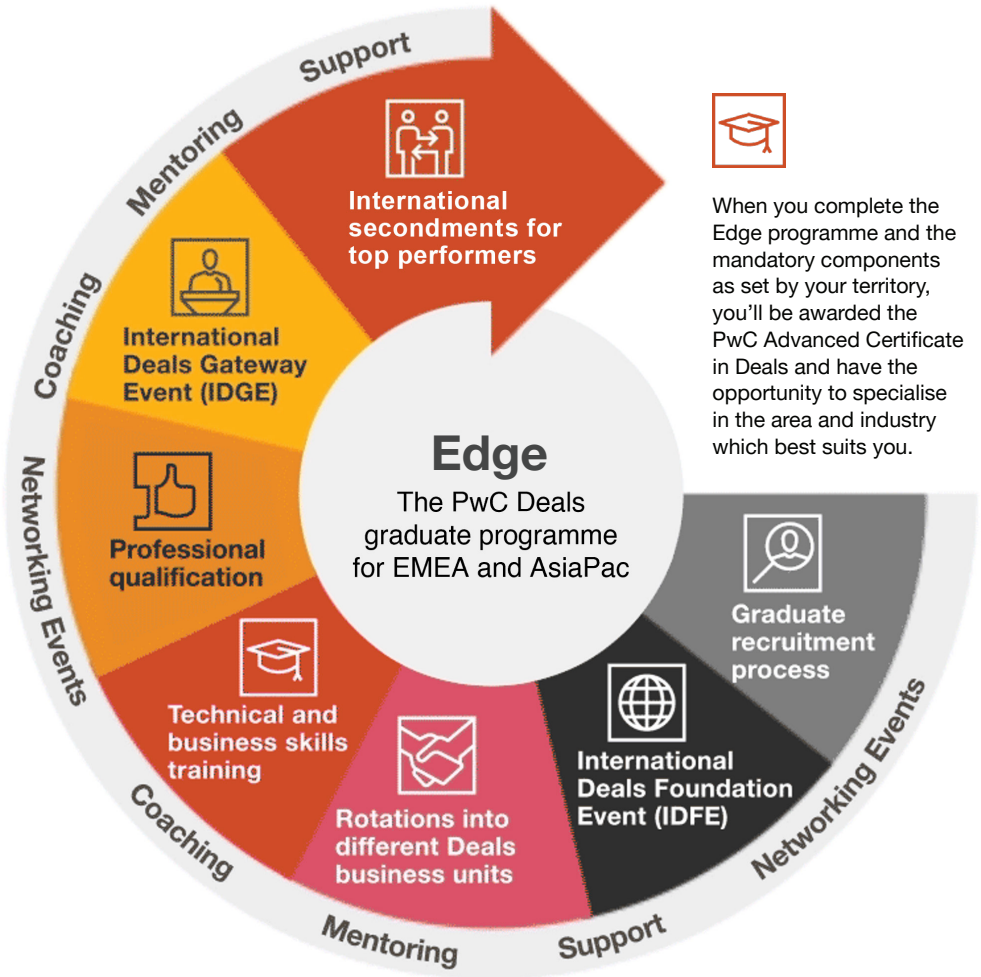 Support
Mentoring
Coaching
Networking Events
Coaching
Mentoring
Support
Networking Events
International
secondments for
top performers
International
Deals Gateway
Event (IDGE)
Professional
qualification
Technical and
business skills
training
Rotations into
different Deals
business units
International
Deals Foundation
Event (IDFE)
Graduate
recruitment
process
Edge
The PwC Deals
graduate programme
for EMEA and AsiaPac
When you complete the
Edge programme and the
mandatory components
as set by your territory,
you’ll be awarded the
PwC Advanced Certificate
in Deals and have the
opportunity to specialise
in the area and industry
which best suits you.